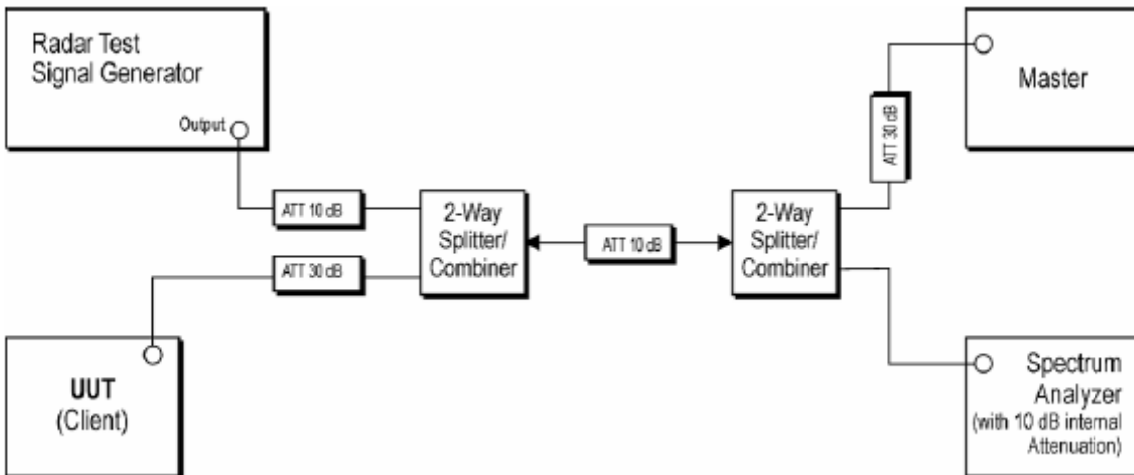 Radar Test
Signal Generator
Output
ATT 10 dB
ATT 30 dB
UUT
(Client)
2-Way
Splitter/
Combiner
ATT 10 dB
2-Way
Splitter/
Combiner
ATT 30 dB
Master
Spectrum
Analyzer
(with 10 dB internal
Attenuation)